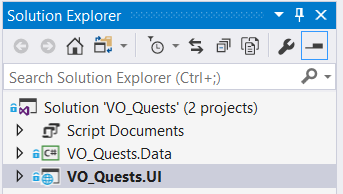 Solution Explorer
Search Solution Explorer (Ctrl+;)
Solution 'VO_Quests' (2 projects)
Script Documents
C# VO_Quests.Data
VO_Quests.UI